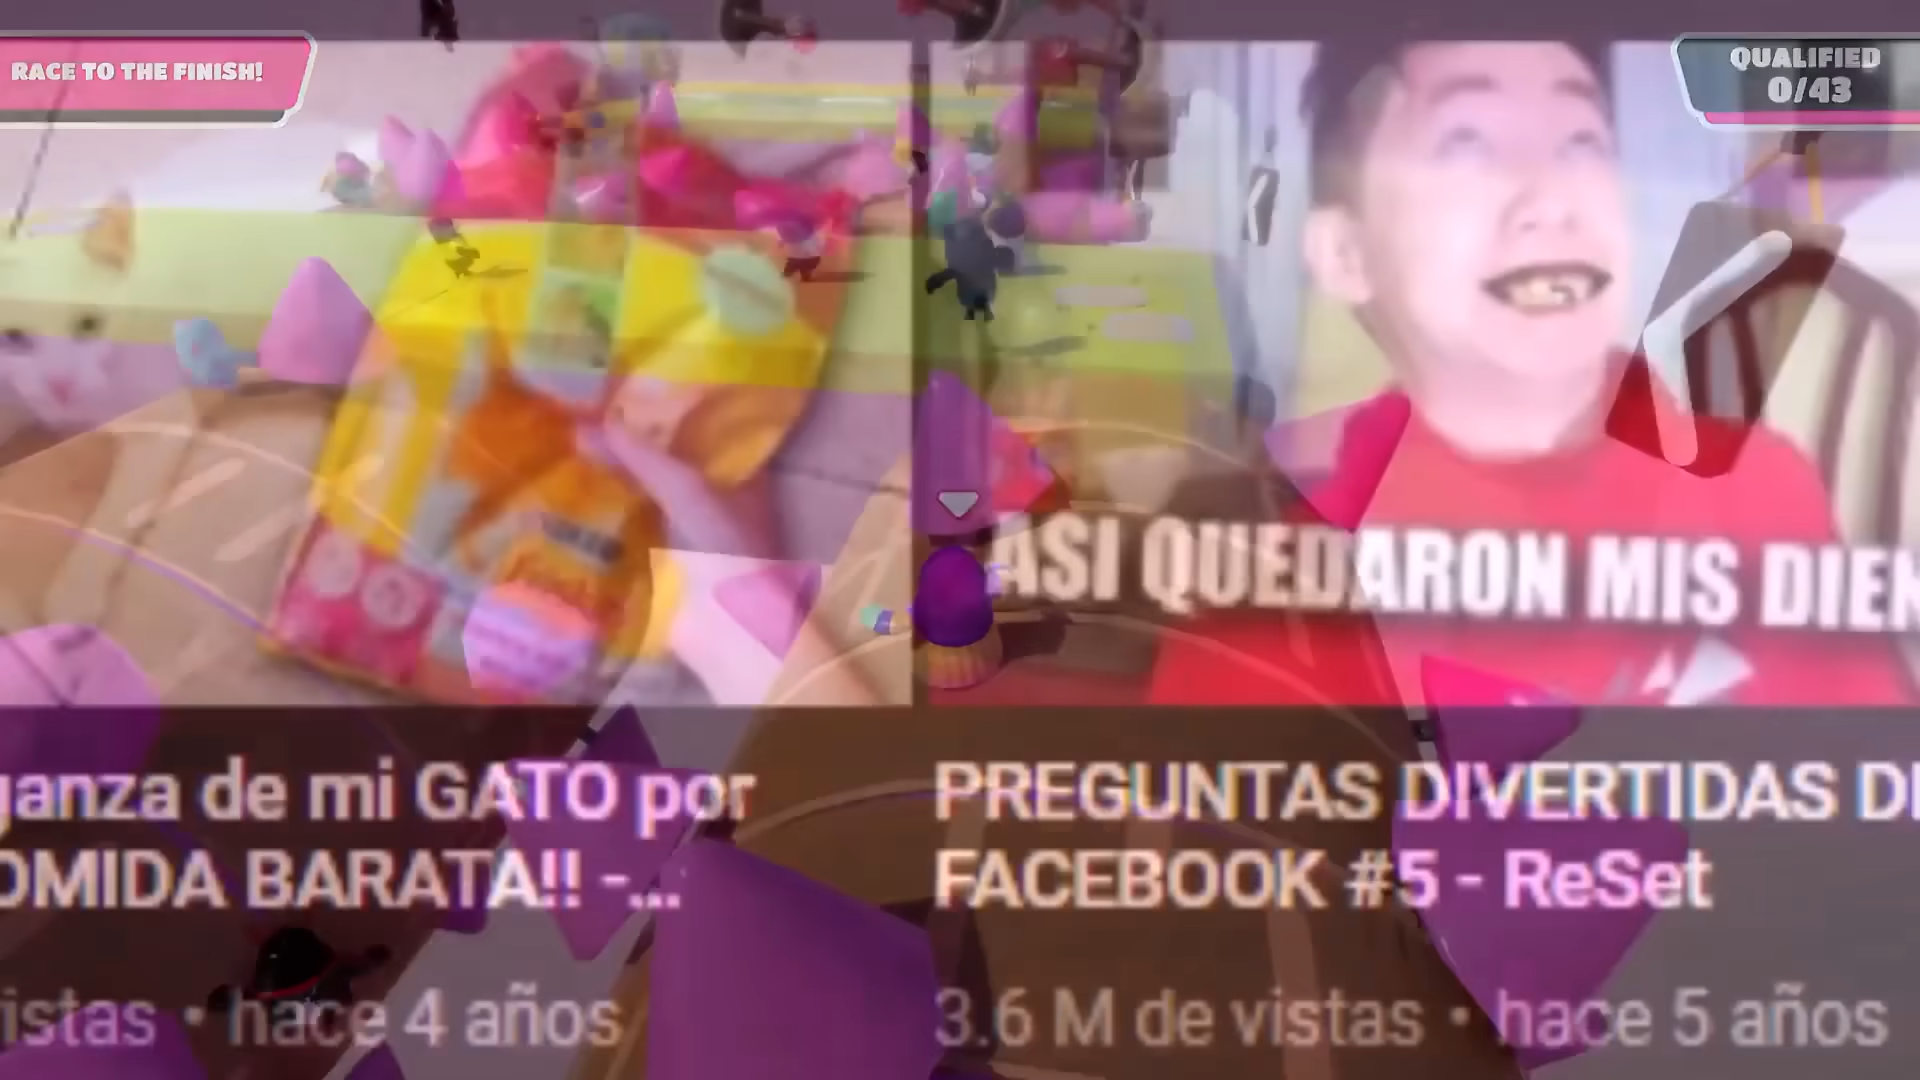 RACE TO THE FINISH!
QUALIFIED
0/43
ASI QUEDARON MIS DIEN
ganza de mi GATO por
OMIDA BARATA!! -...
istas • hace 4 años
PREGUNTAS DIVERTIDAS DE
FACEBOOK #5 - ReSet
3.6 M de vistas • hace 5 años